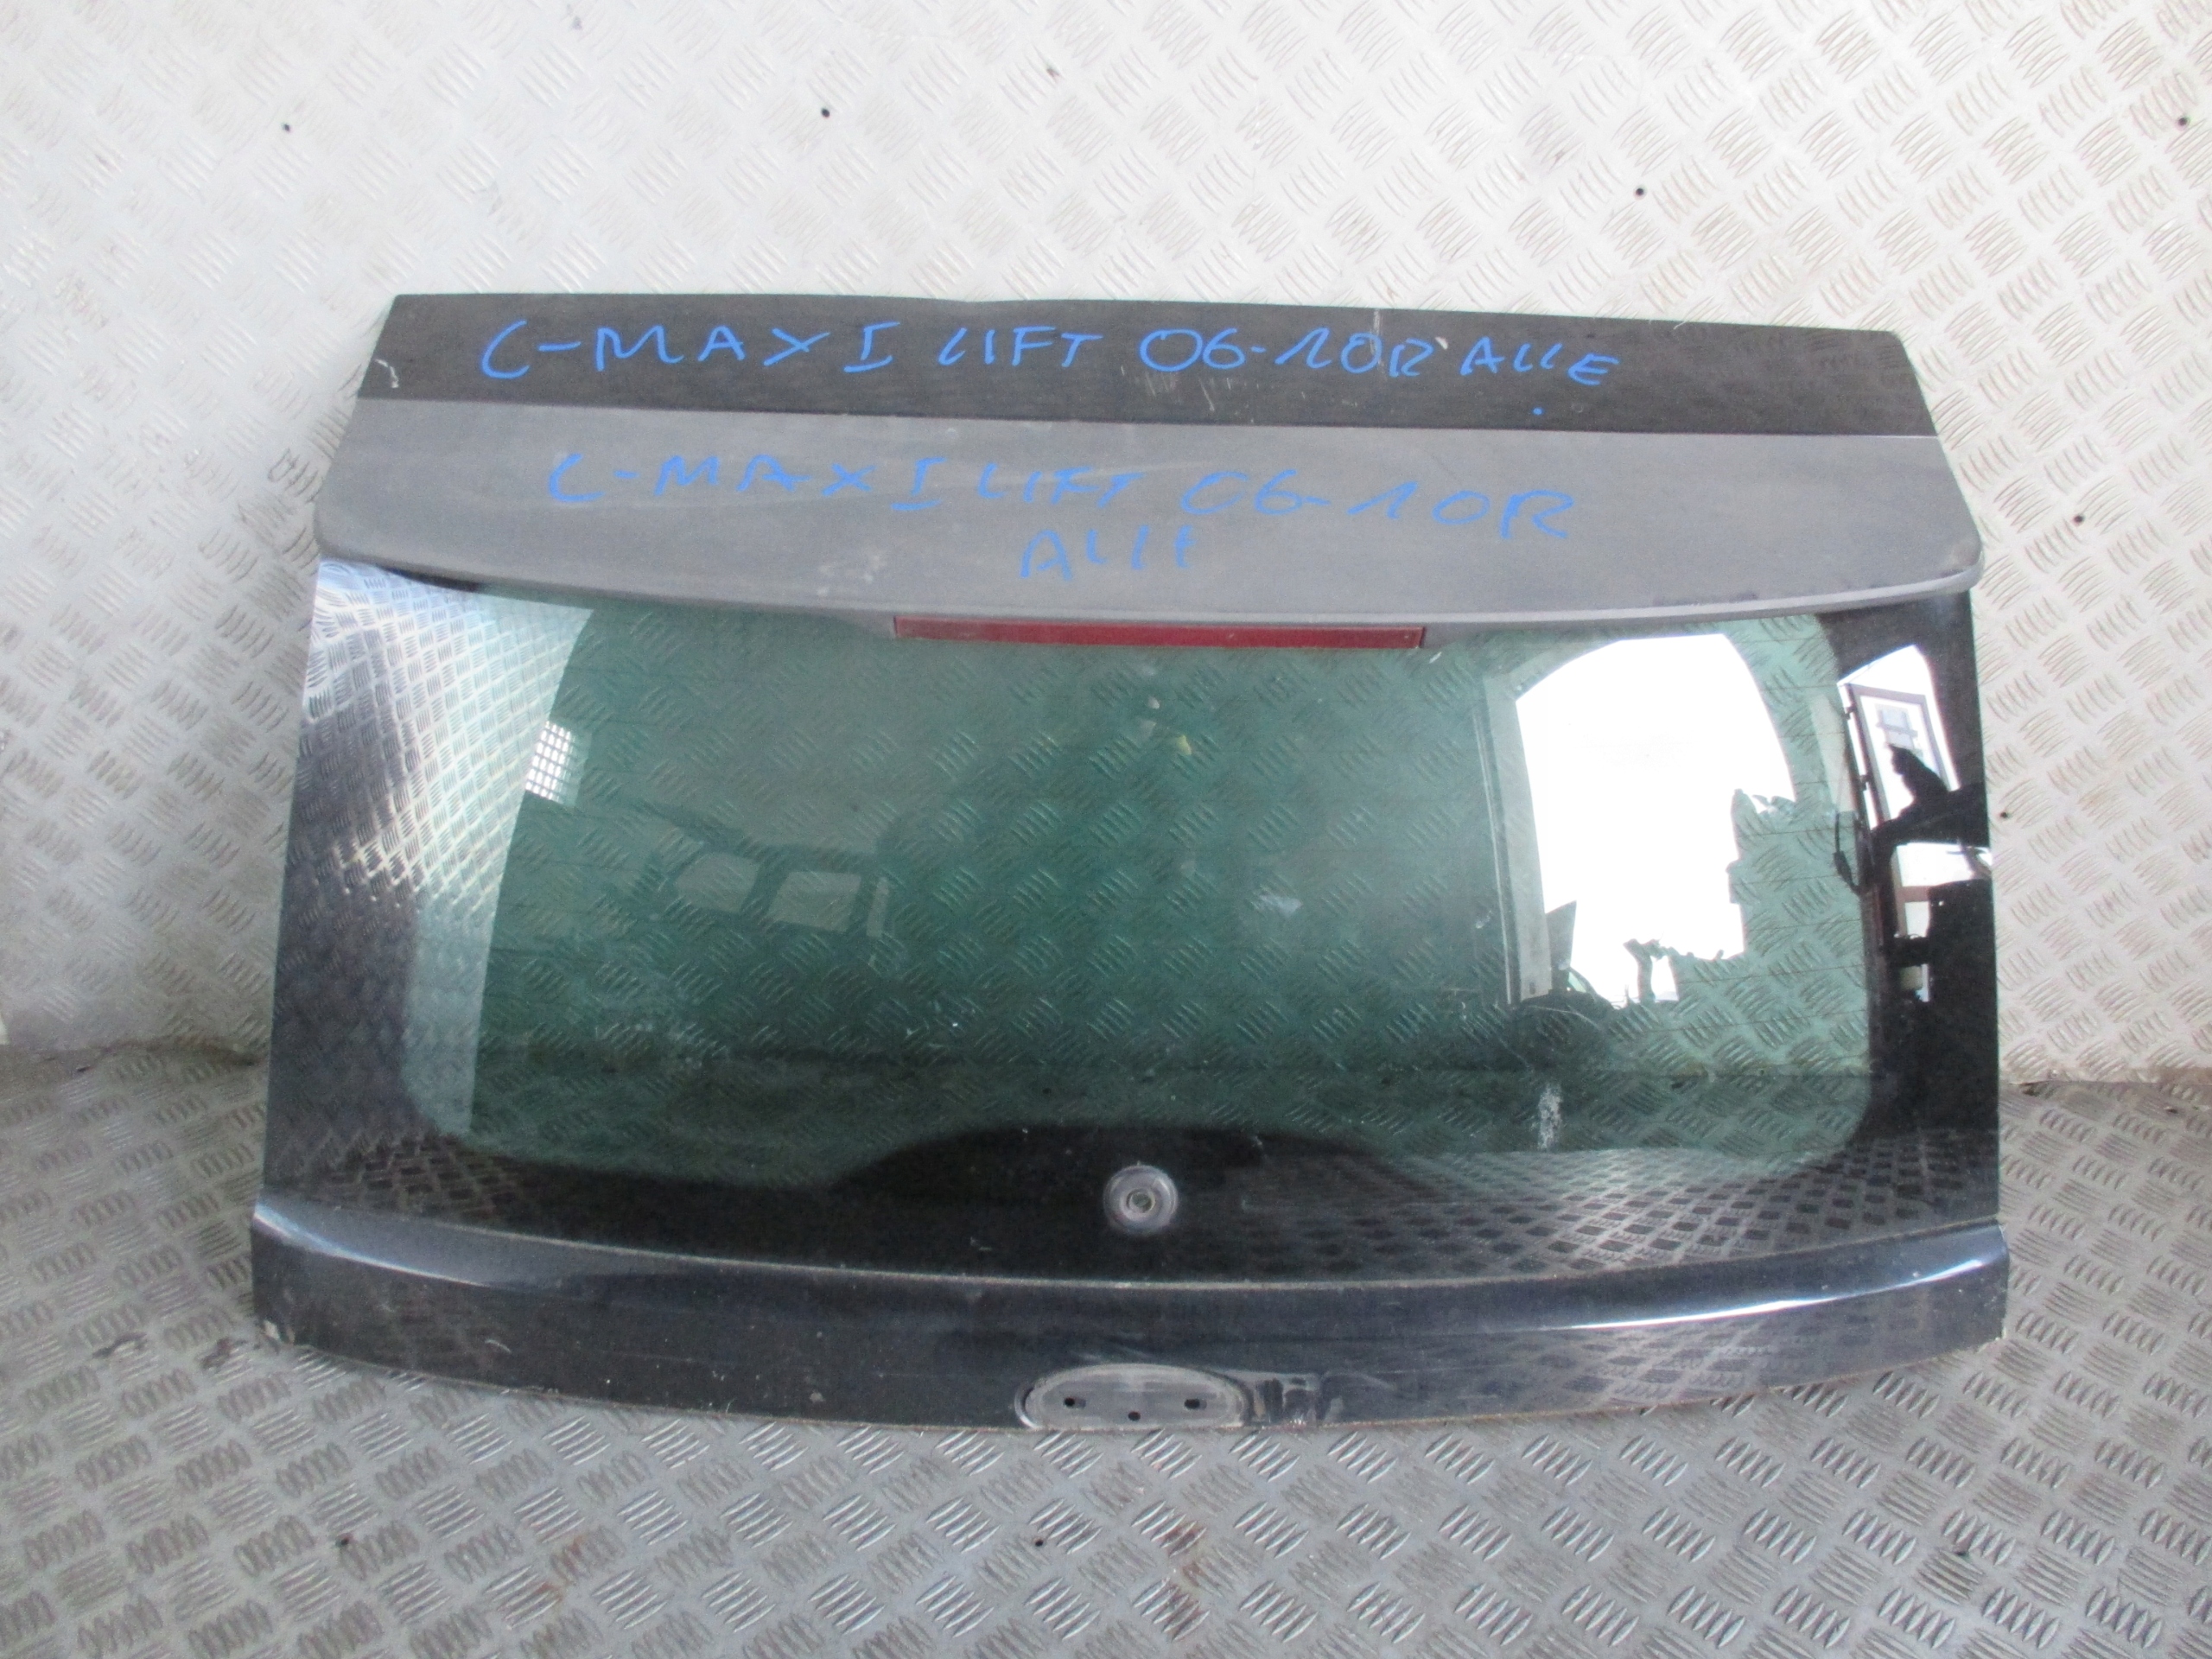 C-MAX I LIFT 06-10R ALLE
C-MAX I LIFT 06-10R
ALLE